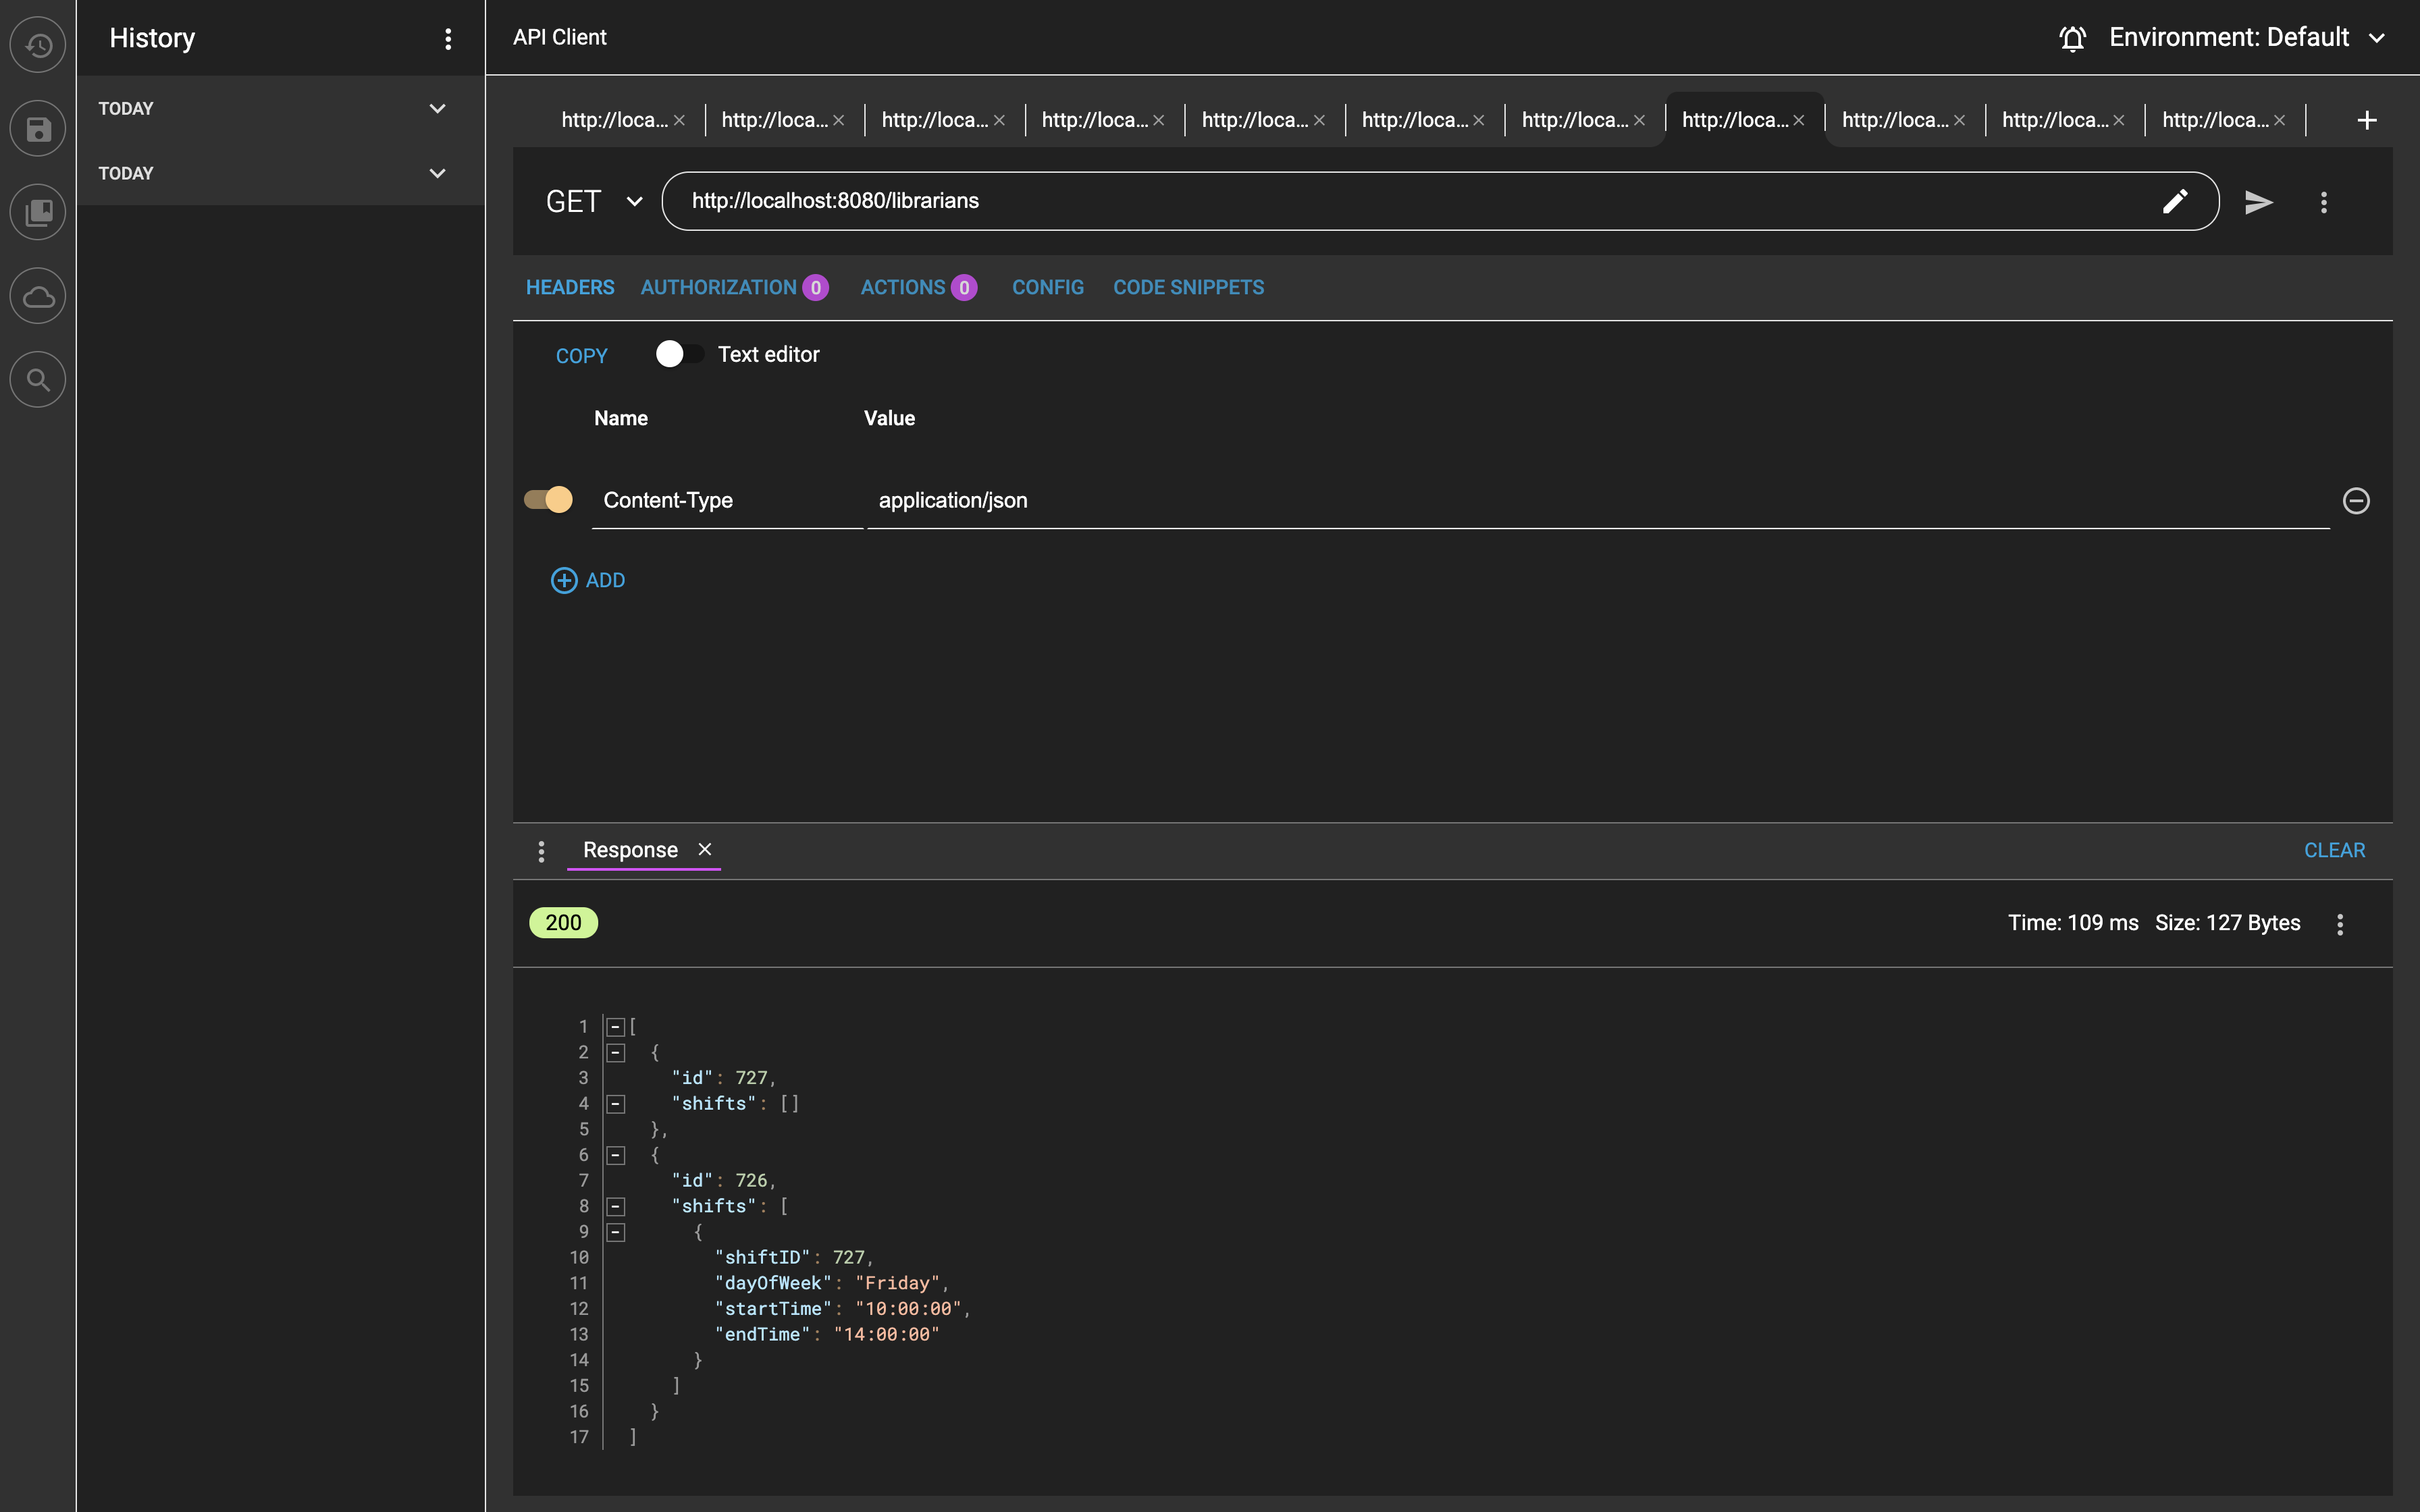 History
TODAY
TODAY
API Client
Environment: Default
http://loca... http://loca... http://loca... http://loca... http://loca... http://loca... http://loca... http://loca... http://loca... http://loca... http://loca...
GET http://localhost:8080/librarians
HEADERS AUTHORIZATION 0 ACTIONS 0 CONFIG CODE SNIPPETS
COPY Text editor
Name Value
Content-Type application/json
ADD
Response CLEAR
200 Time: 109 ms Size: 127 Bytes
1 [
2 {
3 "id": 727,
4 "shifts": []
5 },
6 {
7 "id": 726,
8 "shifts": [
9 {
10 "shiftID": 727,
11 "dayOfWeek": "Friday",
12 "startTime": "10:00:00",
13 "endTime": "14:00:00"
14 }
15 ]
16 }
17 ]